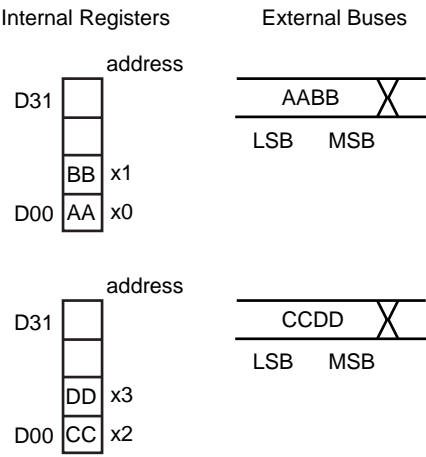 Internal Registers External Buses
address
D31 AABB
LSB MSB
BB x1
D00 AA x0
address
D31 CCDD
LSB MSB
DD x3
D00 CC x2